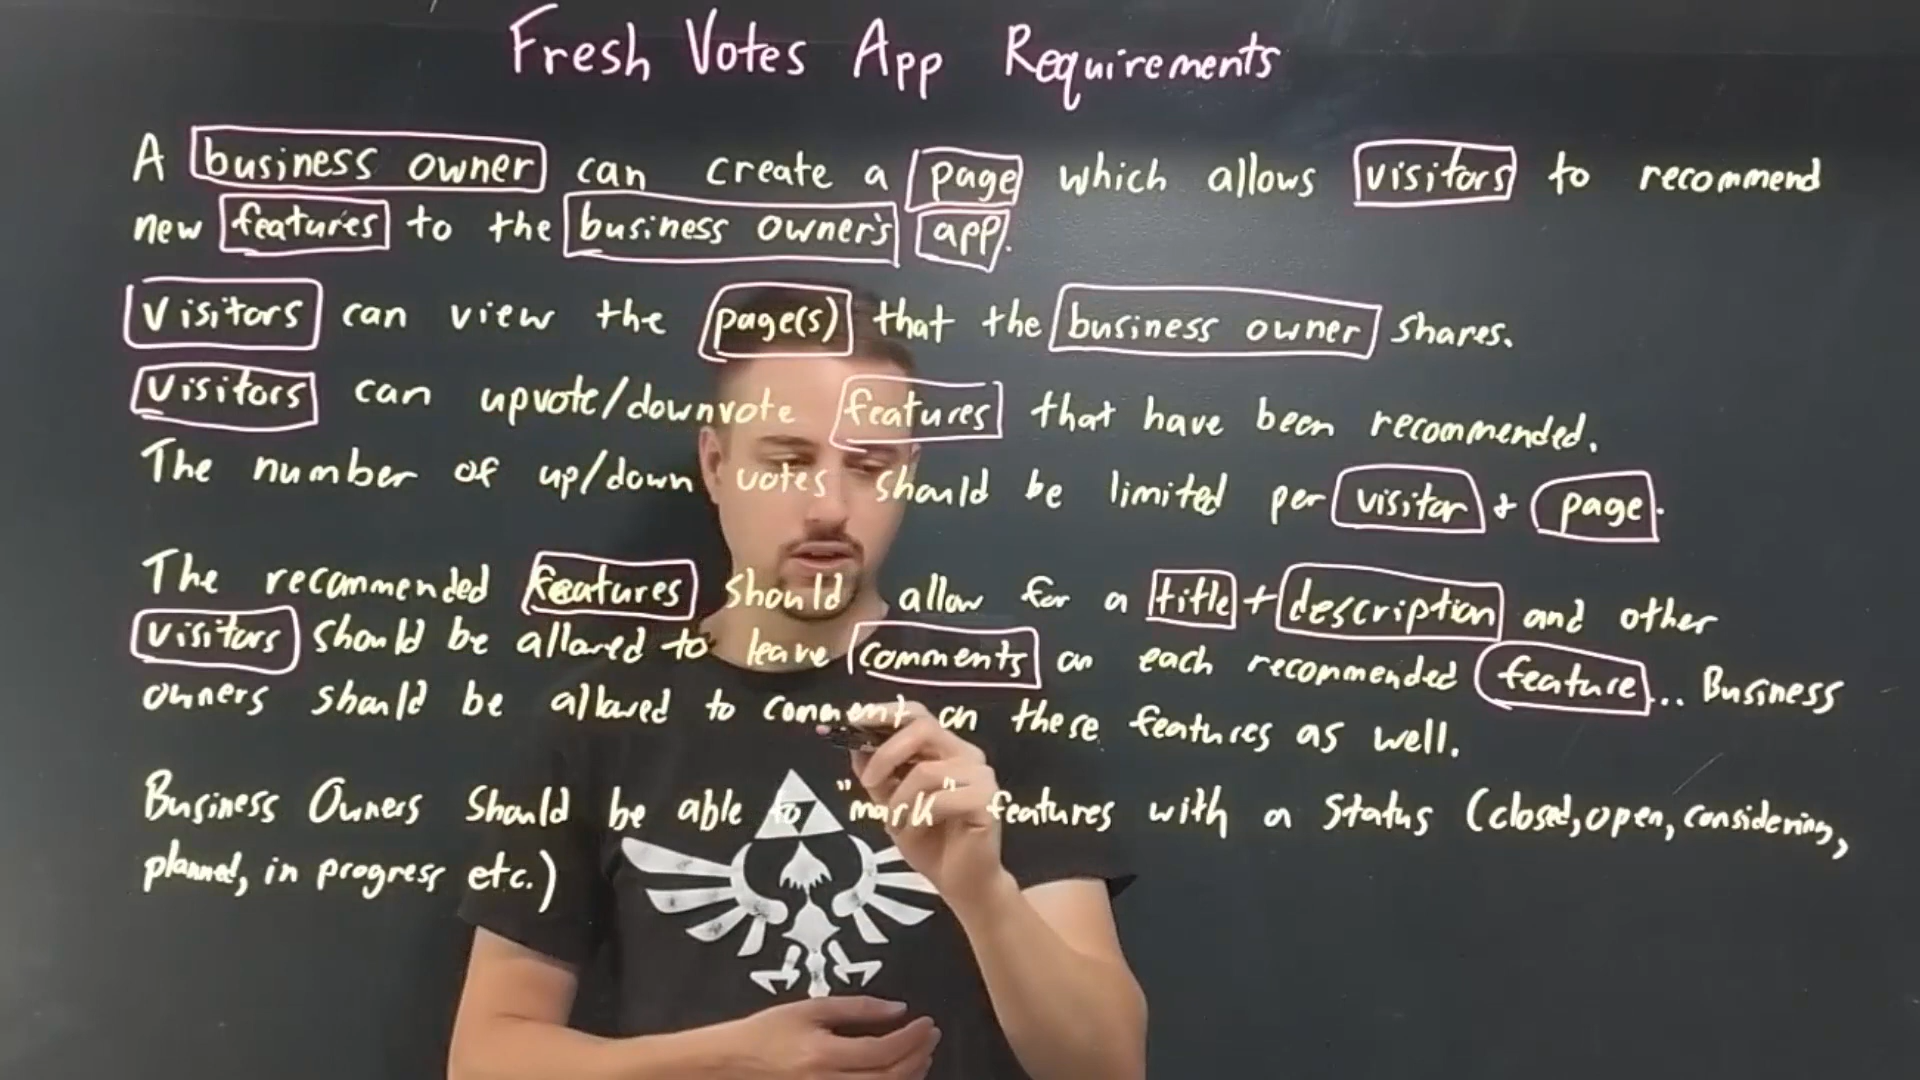 Fresh Votes App Requirements
A business owner can create a page which allows visitors to recommend
new features to the business owner's app.
Visitors can view the page(s) that the business owner shares.
Visitors can upvote/downvote features that have been recommended.
The number of up/down votes should be limited per visitor + page.
The recommended features should allow for a title + description and other
visitors should be allowed to leave comments on each recommended feature... Business
owners should be allowed to comment on these features as well.
Business Owners should be able to "mark" features with a status (closed, open, considering,
planned, in progress etc.)